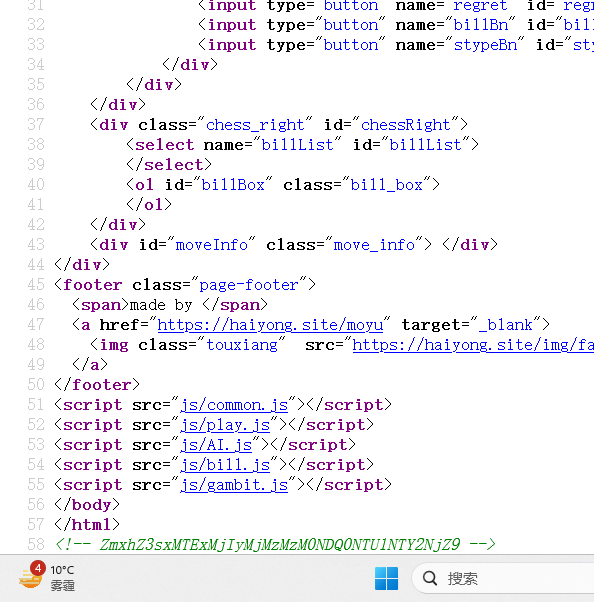 31 <input type="button" name="regret" id="regr
32 <input type="button" name="billBn" id="bill
33 <input type="button" name="stypeBn" id="sty
34 </div>
35 </div>
36 </div>
37 <div class="chess_right" id="chessRight">
38 <select name="billList" id="billList">
39 </select>
40 <ol id="billBox" class="bill_box">
41 </ol>
42 </div>
43 <div id="moveInfo" class="move_info"> </div>
44 </div>
45 <footer class="page-footer">
46 <span>made by </span>
47 <a href="https://haiyong.site/moyu" target="_blank">
48 <img class="touxiang" src="https://haiyong.site/img/fa
49 </a>
50 </footer>
51 <script src="js/common.js"></script>
52 <script src="js/play.js"></script>
53 <script src="js/AI.js"></script>
54 <script src="js/bill.js"></script>
55 <script src="js/gambit.js"></script>
56 </body>
57 </html>
58 <!-- ZmxhZ3sxMTExMjIyMjMzMzM0NDQ0NTU1NTY2NjZ9 -->
4
10°C
雾霾
搜索